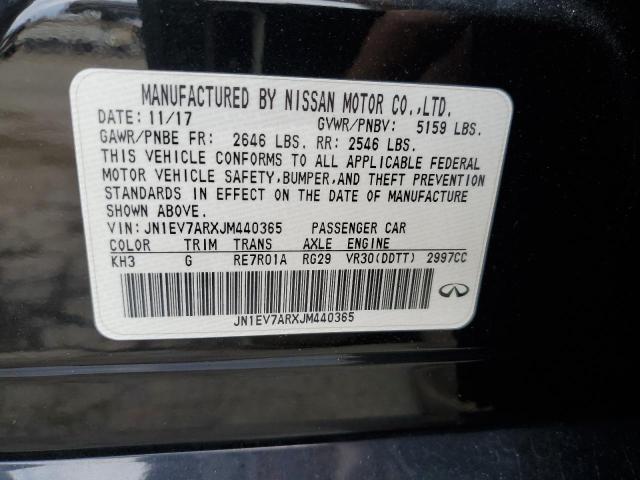 MANUFACTURED BY NISSAN MOTOR CO.,LTD.
DATE: 11/17 GVWR/PNBV: 5159 LBS.
GAWR/PNBE FR: 2646 LBS. RR: 2546 LBS.
THIS VEHICLE CONFORMS TO ALL APPLICABLE FEDERAL
MOTOR VEHICLE SAFETY,BUMPER,AND THEFT PREVENTION
STANDARDS IN EFFECT ON THE DATE OF MANUFACTURE
SHOWN ABOVE.
VIN: JN1EV7ARXJM440365 PASSENGER CAR
COLOR TRIM TRANS AXLE ENGINE
KH3 G RE7R01A RG29 VR30(DDTT) 2997CC
INFINITI
JN1EV7ARXJM440365